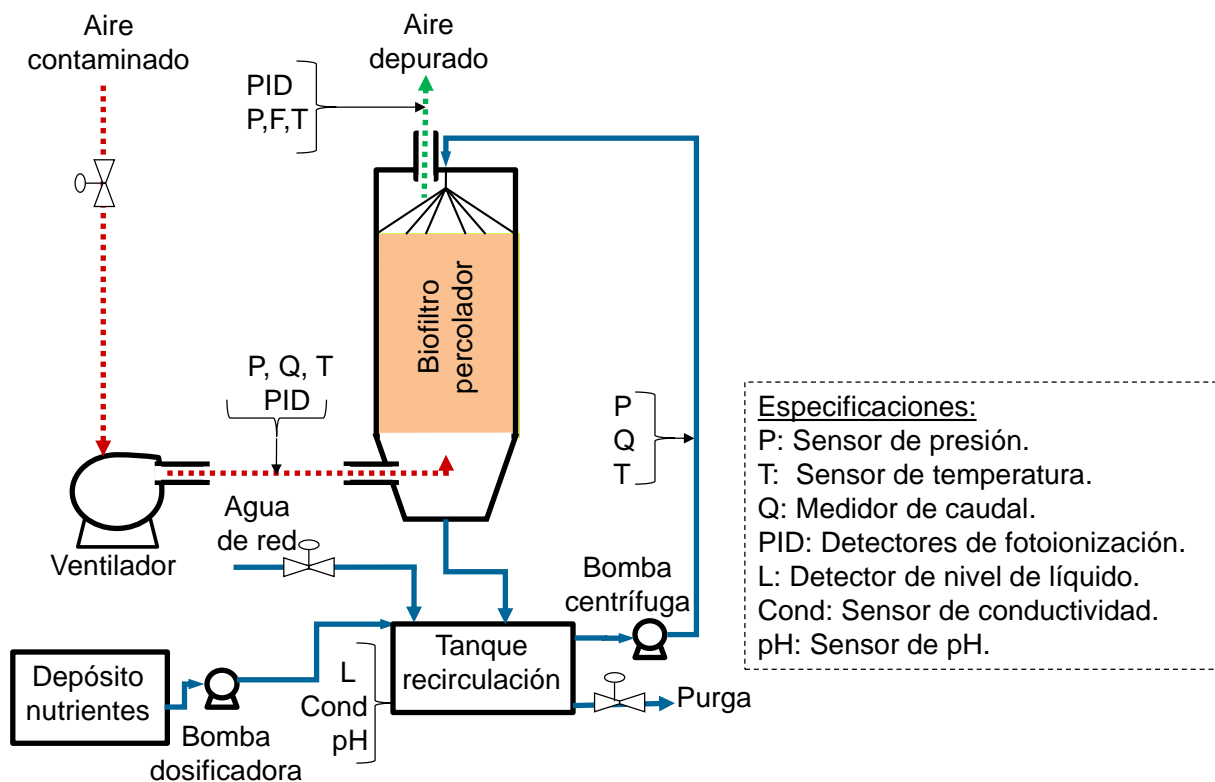 Aire
contaminado
Aire
depurado
PID
P,F,T
Biofiltro
percolador
P, Q, T
PID
P
Q
T
Ventilador
Agua
de red
Bomba
centrífuga
Tanque
recirculación
L
Cond
pH
Depósito
nutrientes
Bomba
dosificadora
Purga
Especificaciones:
P: Sensor de presión.
T: Sensor de temperatura.
Q: Medidor de caudal.
PID: Detectores de fotoionización.
L: Detector de nivel de líquido.
Cond: Sensor de conductividad.
pH: Sensor de pH.